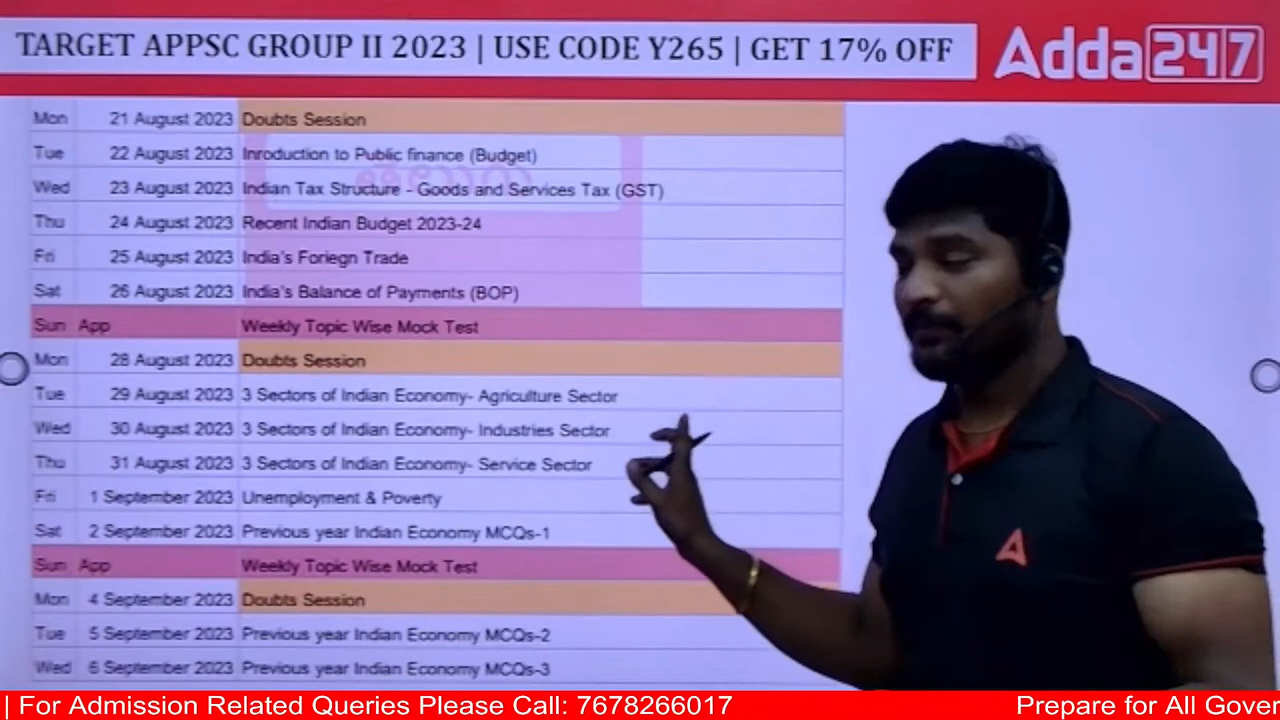 TARGET APPSC GROUP II 2023 | USE CODE Y265 | GET 17% OFF
Adda247
Mon 21 August 2023 Doubts Session
Tue 22 August 2023 Inroduction to Public finance (Budget)
Wed 23 August 2023 Indian Tax Structure - Goods and Services Tax (GST)
Thu 24 August 2023 Recent Indian Budget 2023-24
Fri 25 August 2023 India's Foriegn Trade
Sat 26 August 2023 India's Balance of Payments (BOP)
Sun App Weekly Topic Wise Mock Test
Mon 28 August 2023 Doubts Session
Tue 29 August 2023 3 Sectors of Indian Economy- Agriculture Sector
Wed 30 August 2023 3 Sectors of Indian Economy- Industries Sector
Thu 31 August 2023 3 Sectors of Indian Economy- Service Sector
Fri 1 September 2023 Unemployment & Poverty
Sat 2 September 2023 Previous year Indian Economy MCQs-1
Sun App Weekly Topic Wise Mock Test
Mon 4 September 2023 Doubts Session
Tue 5 September 2023 Previous year Indian Economy MCQs-2
Wed 6 September 2023 Previous year Indian Economy MCQs-3
| For Admission Related Queries Please Call: 7678266017 Prepare for All Gover